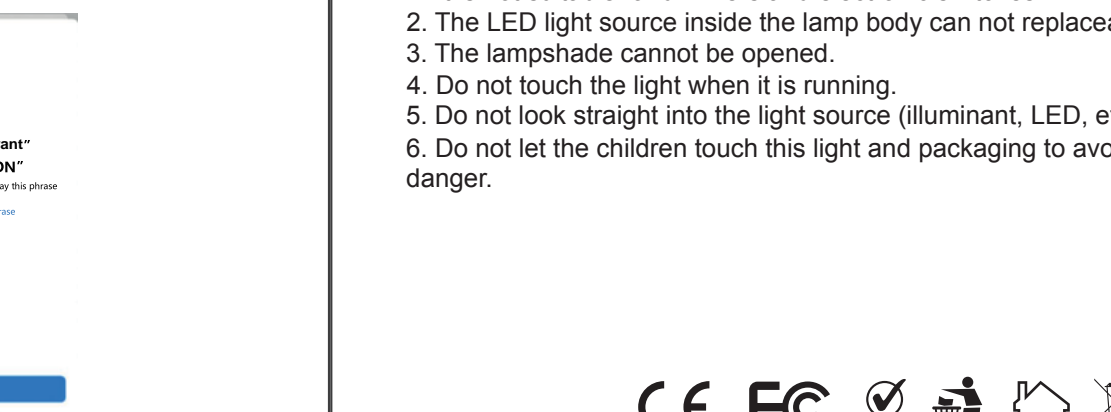 ant"
ON"
ay this phrase
rase
2. The LED light source inside the lamp body can not replacea
3. The lampshade cannot be opened.
4. Do not touch the light when it is running.
5. Do not look straight into the light source (illuminant, LED, e
6. Do not let the children touch this light and packaging to avo
danger.
CE FC